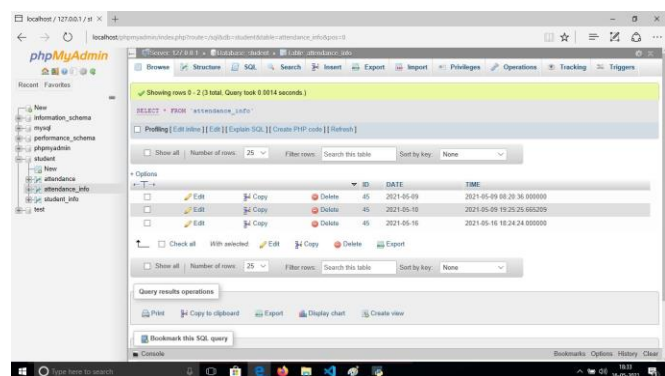 localhost / 127.0.0.1 / st
localhost/phpmyadmin/index.php?route=/sql&db=student&table=attendance_info&pos=0
phpMyAdmin
Recent Favorites
New
information_schema
mysql
performance_schema
phpmyadmin
student
New
attendance
attendance_info
student_info
test
Server: 127.0.0.1 » Database: student » Table: attendance_info
Browse Structure SQL Search Insert Export Import Privileges Operations Tracking Triggers
Showing rows 0 - 2 (3 total, Query took 0.0014 seconds.)
SELECT * FROM `attendance_info`
Profiling [ Edit inline ] [ Edit ] [ Explain SQL ] [ Create PHP code ] [ Refresh ]
Show all Number of rows: 25 Filter rows: Search this table Sort by key: None
+ Options
ID DATE TIME
Edit Copy Delete 45 2021-05-09 2021-05-09 08:20:36.000000
Edit Copy Delete 45 2021-05-10 2021-05-09 19:25:25.665209
Edit Copy Delete 45 2021-05-16 2021-05-16 18:24:24.000000
Check all With selected: Edit Copy Delete Export
Show all Number of rows: 25 Filter rows: Search this table Sort by key: None
Query results operations
Print Copy to clipboard Export Display chart Create view
Bookmark this SQL query
Console
Bookmarks Options History Clear
Type here to search